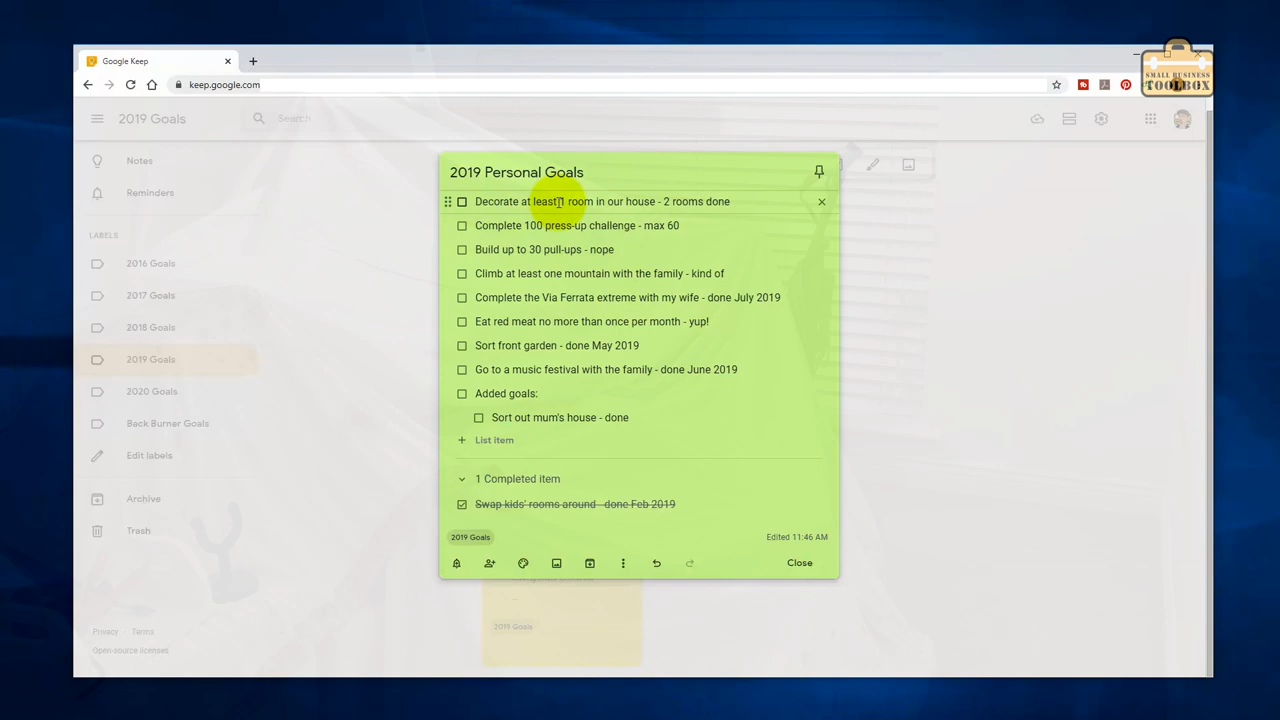 Google Keep
SMALL BUSINESS
TOOLBOX
keep.google.com
2019 Goals
Search
Notes
Reminders
LABELS
2016 Goals
2017 Goals
2018 Goals
2019 Goals
2020 Goals
Back Burner Goals
Edit labels
Archive
Trash
Privacy Terms
Open-source licenses
2019 Personal Goals
Decorate at least 1 room in our house - 2 rooms done
Complete 100 press-up challenge - max 60
Build up to 30 pull-ups - nope
Climb at least one mountain with the family - kind of
Complete the Via Ferrata extreme with my wife - done July 2019
Eat red meat no more than once per month - yup!
Sort front garden - done May 2019
Go to a music festival with the family - done June 2019
Added goals:
Sort out mum's house - done
+ List item
1 Completed item
Swap kids' rooms around - done Feb 2019
2019 Goals
Edited 11:46 AM
Close
2019 Goals